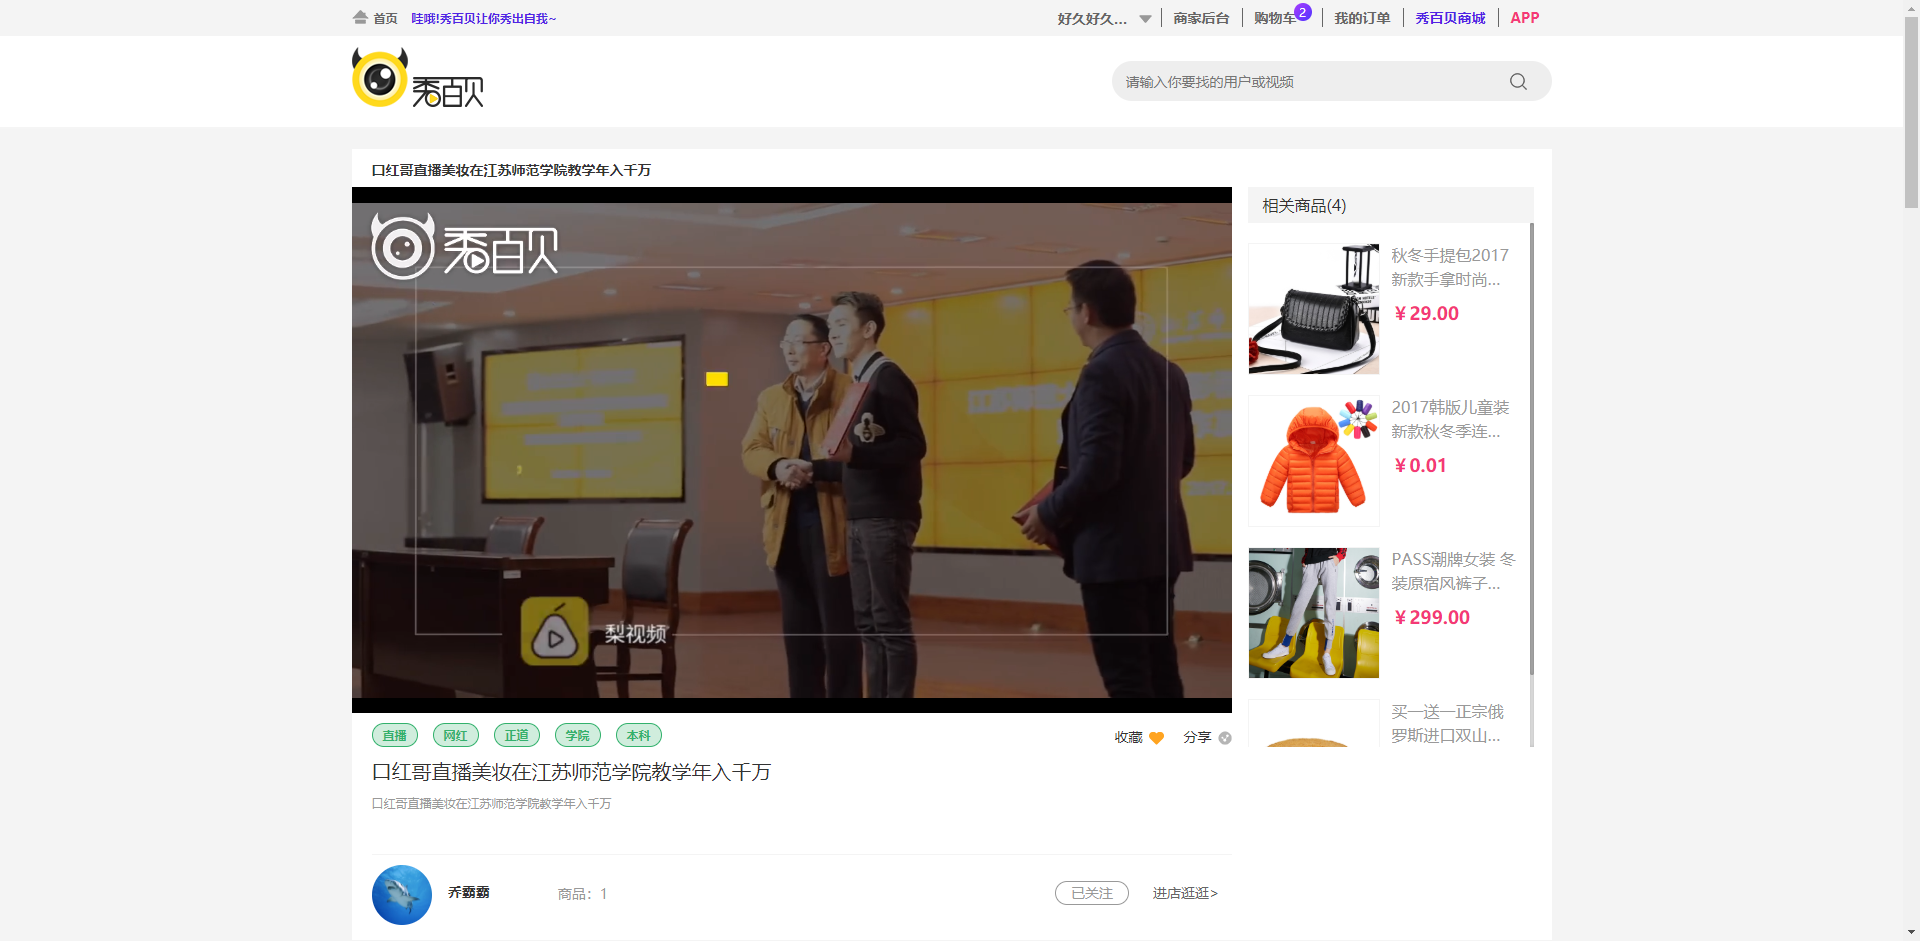 首页 哇哦!秀百贝让你秀出自我~ 好久好久... 商家后台 购物车 2 我的订单 秀百贝商城 APP
秀百贝
请输入你要找的用户或视频
口红哥直播美妆在江苏师范学院教学年入千万
相关商品(4)
秀百贝
秋冬手提包2017
新款手拿时尚...
¥29.00
2017韩版儿童装
新款秋冬季连...
¥0.01
PASS潮牌女装 冬
装原宿风裤子...
¥299.00
买一送一正宗俄
罗斯进口双山...
梨视频
直播 网红 正道 学院 本科 收藏 分享
口红哥直播美妆在江苏师范学院教学年入千万
口红哥直播美妆在江苏师范学院教学年入千万
乔霸霸 商品：1 已关注 进店逛逛>